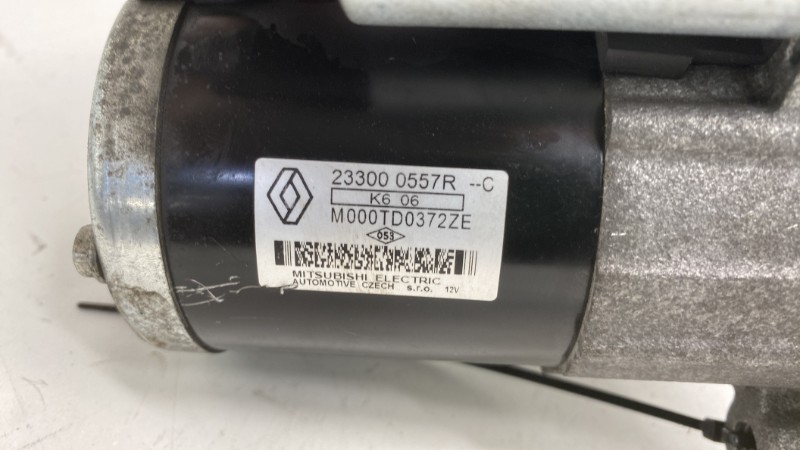 23300 0557R --C
K6 06
M000TD0372ZE
053
MITSUBISHI ELECTRIC
AUTOMOTIVE CZECH s.r.o. 12V